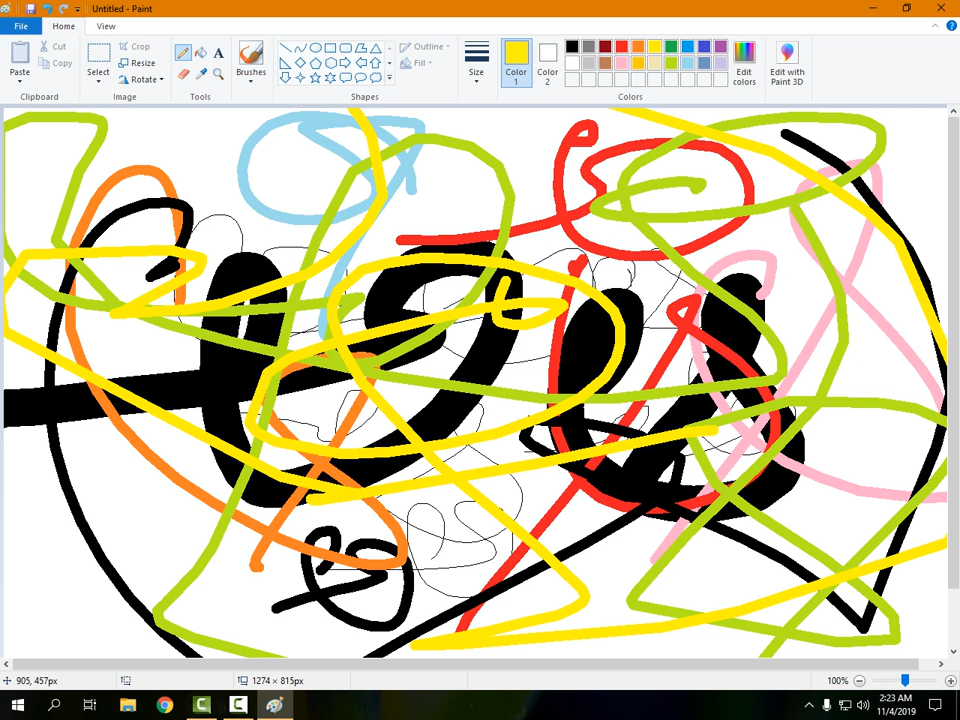 Untitled - Paint
File Home View
Paste Cut Copy Clipboard
Select Crop Resize Rotate Image
Tools
Brushes
Outline Fill Shapes
Size
Color 1 Color 2 Edit colors Colors
Edit with Paint 3D
905, 457px 1274 × 815px 100%
2:23 AM
11/4/2019